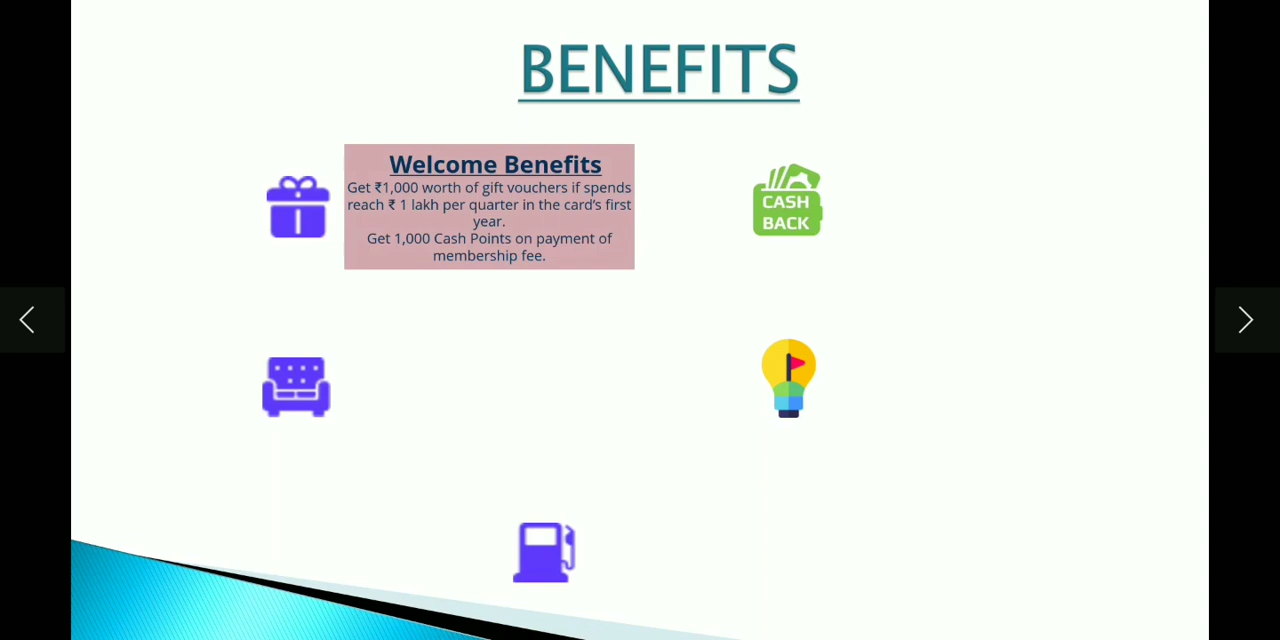 BENEFITS
Welcome Benefits
Get ₹1,000 worth of gift vouchers if spends
reach ₹ 1 lakh per quarter in the card's first
year.
Get 1,000 Cash Points on payment of
membership fee.
CASH
BACK